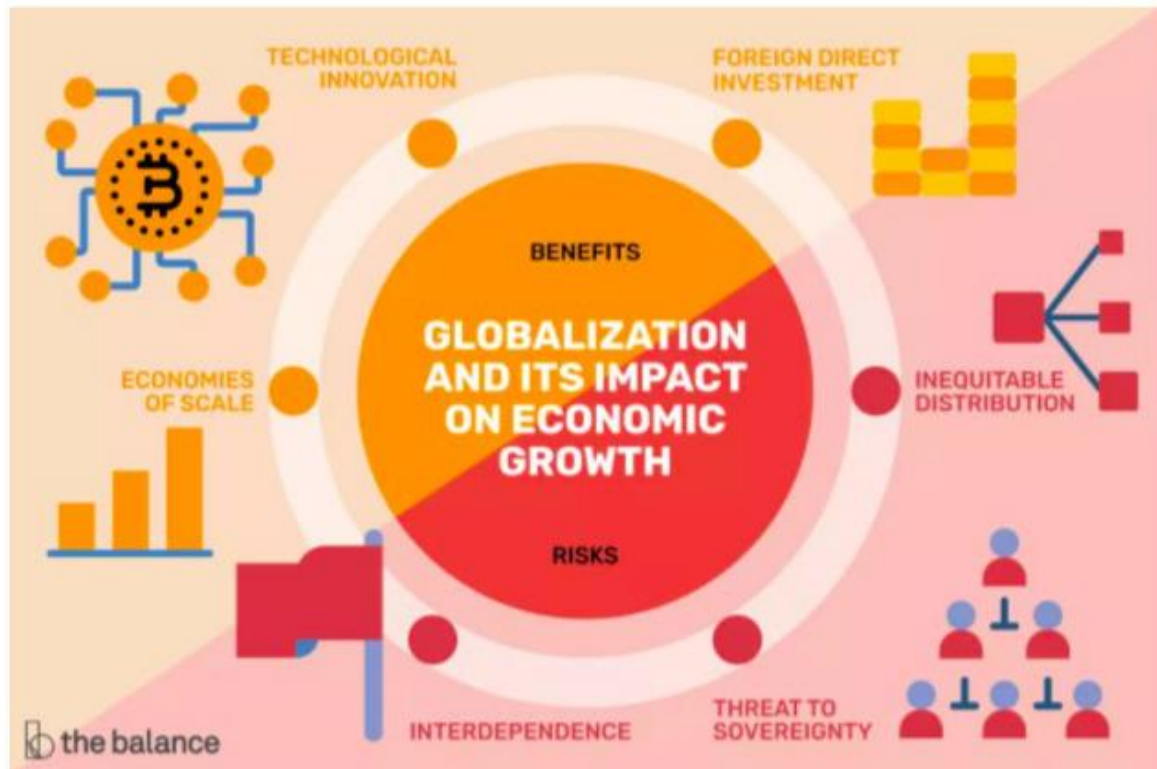 TECHNOLOGICAL
INNOVATION
FOREIGN DIRECT
INVESTMENT
BENEFITS
GLOBALIZATION
AND ITS IMPACT
ON ECONOMIC
GROWTH
ECONOMIES
OF SCALE
INEQUITABLE
DISTRIBUTION
RISKS
INTERDEPENDENCE
THREAT TO
SOVEREIGNTY
the balance